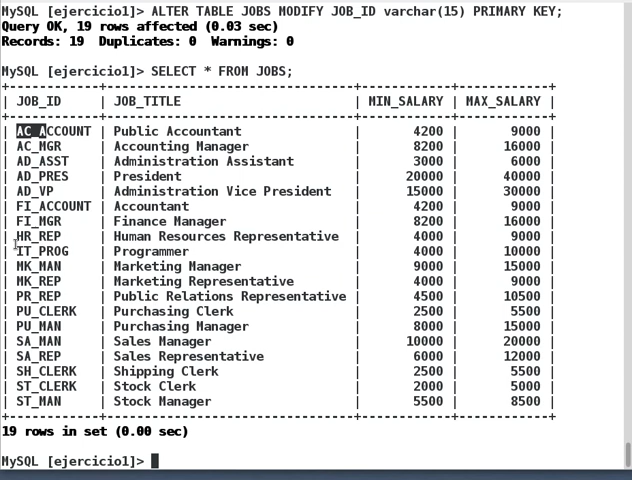 MySQL [ejercicio1]> ALTER TABLE JOBS MODIFY JOB_ID varchar(15) PRIMARY KEY;
Query OK, 19 rows affected (0.03 sec)
Records: 19  Duplicates: 0  Warnings: 0
MySQL [ejercicio1]> SELECT * FROM JOBS;
+------------+---------------------------------+------------+------------+
| JOB_ID     | JOB_TITLE                       | MIN_SALARY | MAX_SALARY |
+------------+---------------------------------+------------+------------+
| AC_ACCOUNT | Public Accountant               |       4200 |       9000 |
| AC_MGR     | Accounting Manager              |       8200 |      16000 |
| AD_ASST    | Administration Assistant        |       3000 |       6000 |
| AD_PRES    | President                       |      20000 |      40000 |
| AD_VP      | Administration Vice President   |      15000 |      30000 |
| FI_ACCOUNT | Accountant                      |       4200 |       9000 |
| FI_MGR     | Finance Manager                 |       8200 |      16000 |
| HR_REP     | Human Resources Representative  |       4000 |       9000 |
| IT_PROG    | Programmer                      |       4000 |      10000 |
| MK_MAN     | Marketing Manager               |       9000 |      15000 |
| MK_REP     | Marketing Representative        |       4000 |       9000 |
| PR_REP     | Public Relations Representative |       4500 |      10500 |
| PU_CLERK   | Purchasing Clerk                |       2500 |       5500 |
| PU_MAN     | Purchasing Manager              |       8000 |      15000 |
| SA_MAN     | Sales Manager                   |      10000 |      20000 |
| SA_REP     | Sales Representative            |       6000 |      12000 |
| SH_CLERK   | Shipping Clerk                  |       2500 |       5500 |
| ST_CLERK   | Stock Clerk                     |       2000 |       5000 |
| ST_MAN     | Stock Manager                   |       5500 |       8500 |
+------------+---------------------------------+------------+------------+
19 rows in set (0.00 sec)
MySQL [ejercicio1]>